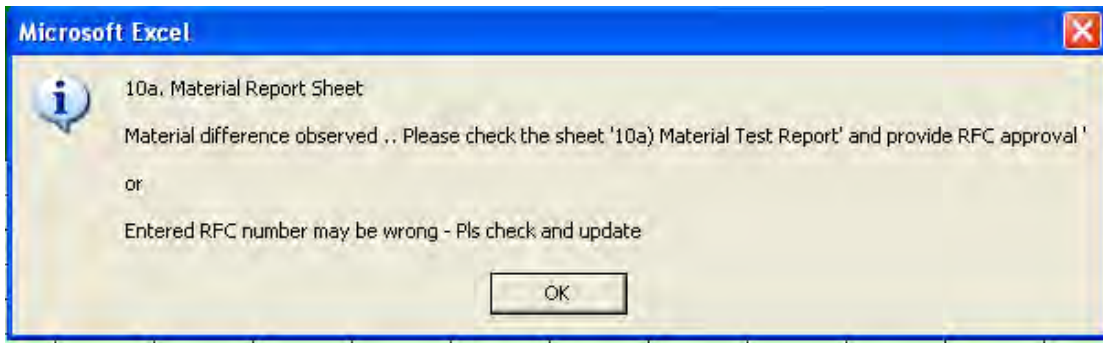 Microsoft Excel
10a. Material Report Sheet
Material difference observed .. Please check the sheet '10a) Material Test Report' and provide RFC approval '
or
Entered RFC number may be wrong - Pls check and update
OK